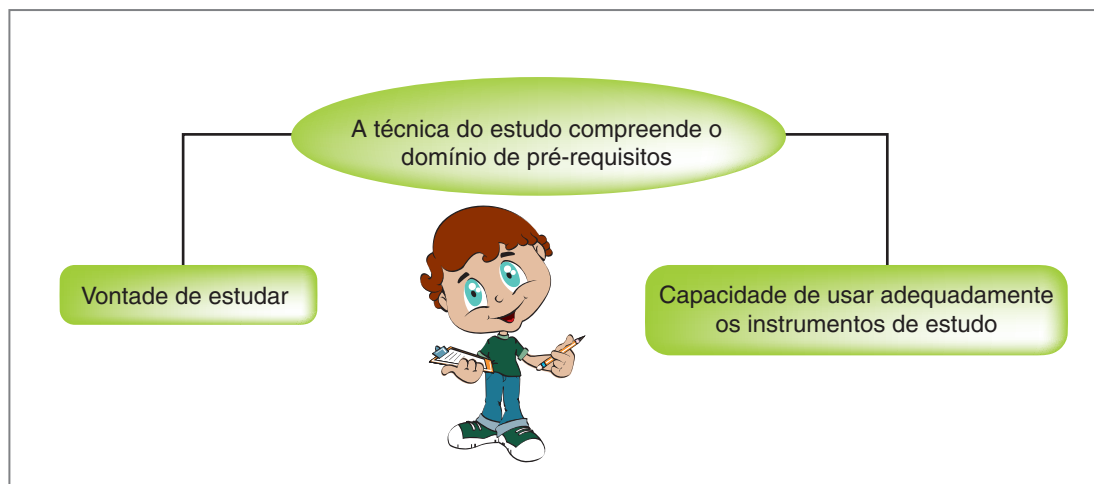 A técnica do estudo compreende o
domínio de pré-requisitos
Vontade de estudar
Capacidade de usar adequadamente
os instrumentos de estudo